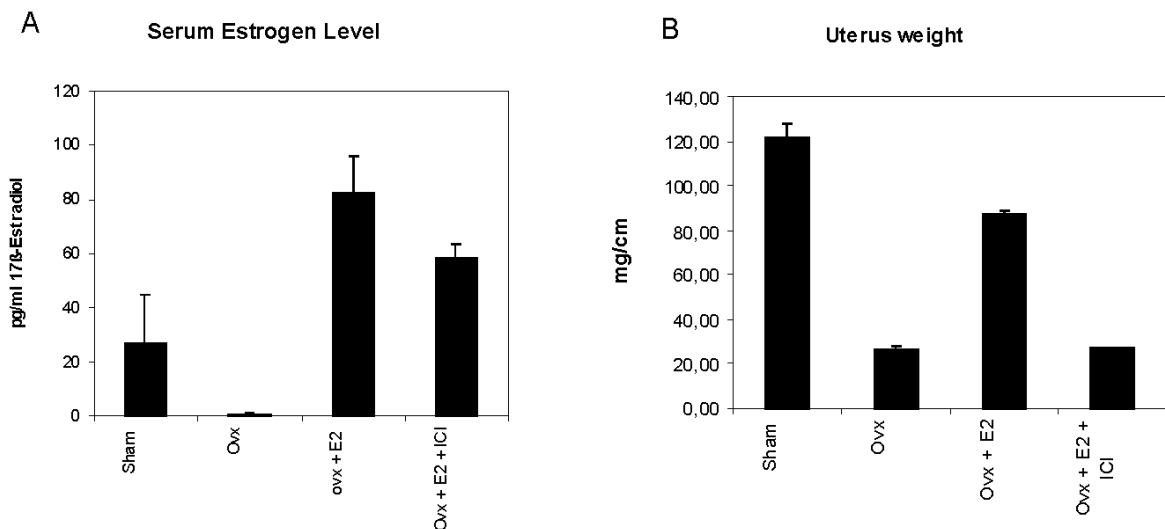 A
Serum Estrogen Level
pg/ml 17ß-Estradiol
120
100
80
60
40
20
0
Sham
Ovx
ovx + E2
Ovx + E2 + ICI
B
Uterus weight
mg/cm
140,00
120,00
100,00
80,00
60,00
40,00
20,00
0,00
Sham
Ovx
Ovx + E2
Ovx + E2 +
ICI